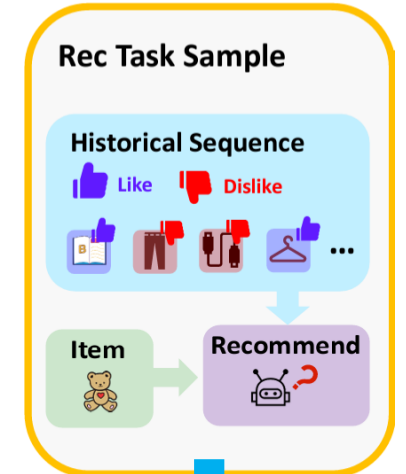 Rec Task Sample
Historical Sequence
Like Dislike
B
...
Item
Recommend
?